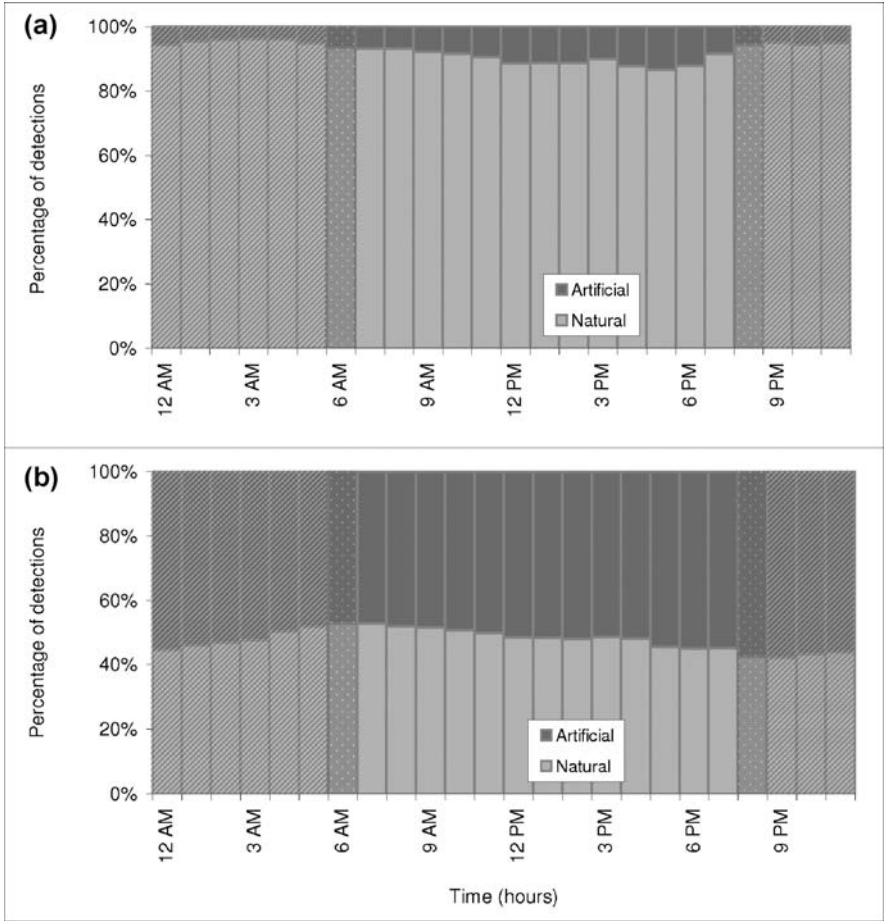 (a)
Percentage of detections
100%
80%
60%
40%
20%
0%
Artificial
Natural
12 AM
3 AM
6 AM
9 AM
12 PM
3 PM
6 PM
9 PM
(b)
Percentage of detections
100%
80%
60%
40%
20%
0%
Artificial
Natural
12 AM
3 AM
6 AM
9 AM
12 PM
3 PM
6 PM
9 PM
Time (hours)